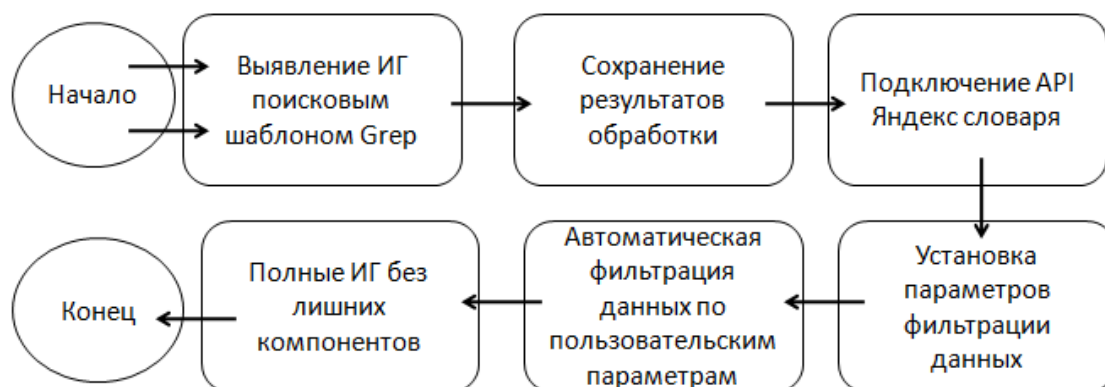 Начало
Выявление ИГ
поисковым
шаблоном Grep
Сохранение
результатов
обработки
Подключение API
Яндекс словаря
Установка
параметров
фильтрации
данных
Автоматическая
фильтрация
данных по
пользовательским
параметрам
Полные ИГ без
лишних
компонентов
Конец